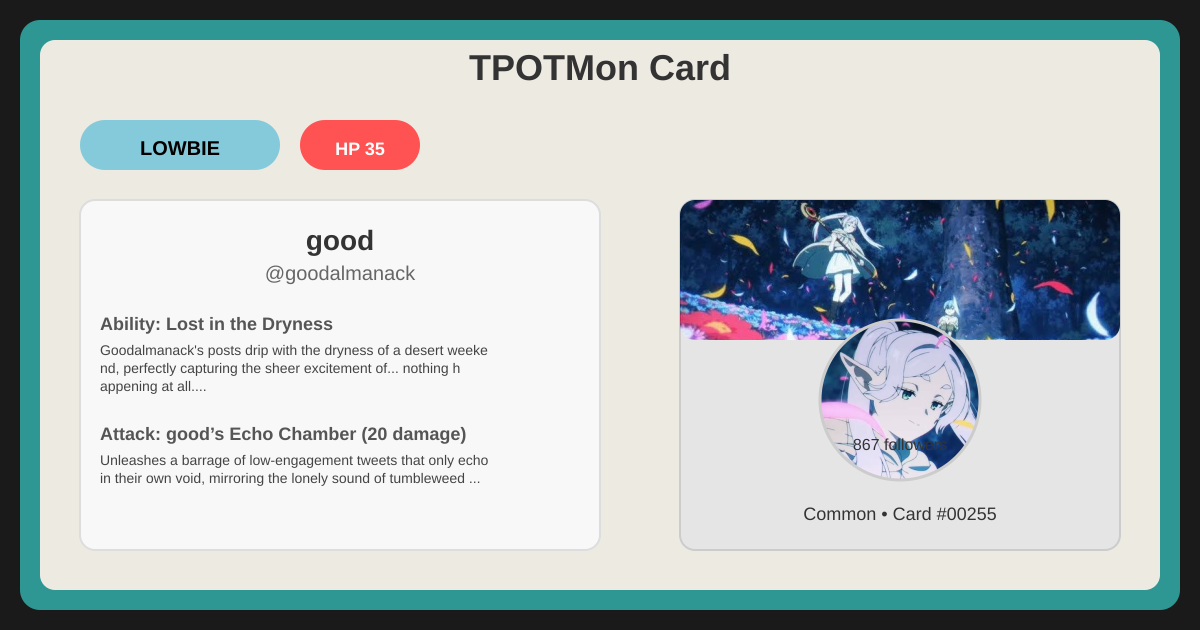 TPOTMon Card
LOWBIE
HP 35
good
@goodalmanack
Ability: Lost in the Dryness
Goodalmanack's posts drip with the dryness of a desert weeke
nd, perfectly capturing the sheer excitement of... nothing h
appening at all....
Attack: good’s Echo Chamber (20 damage)
Unleashes a barrage of low-engagement tweets that only echo
in their own void, mirroring the lonely sound of tumbleweed ...
867 followers
Common • Card #00255